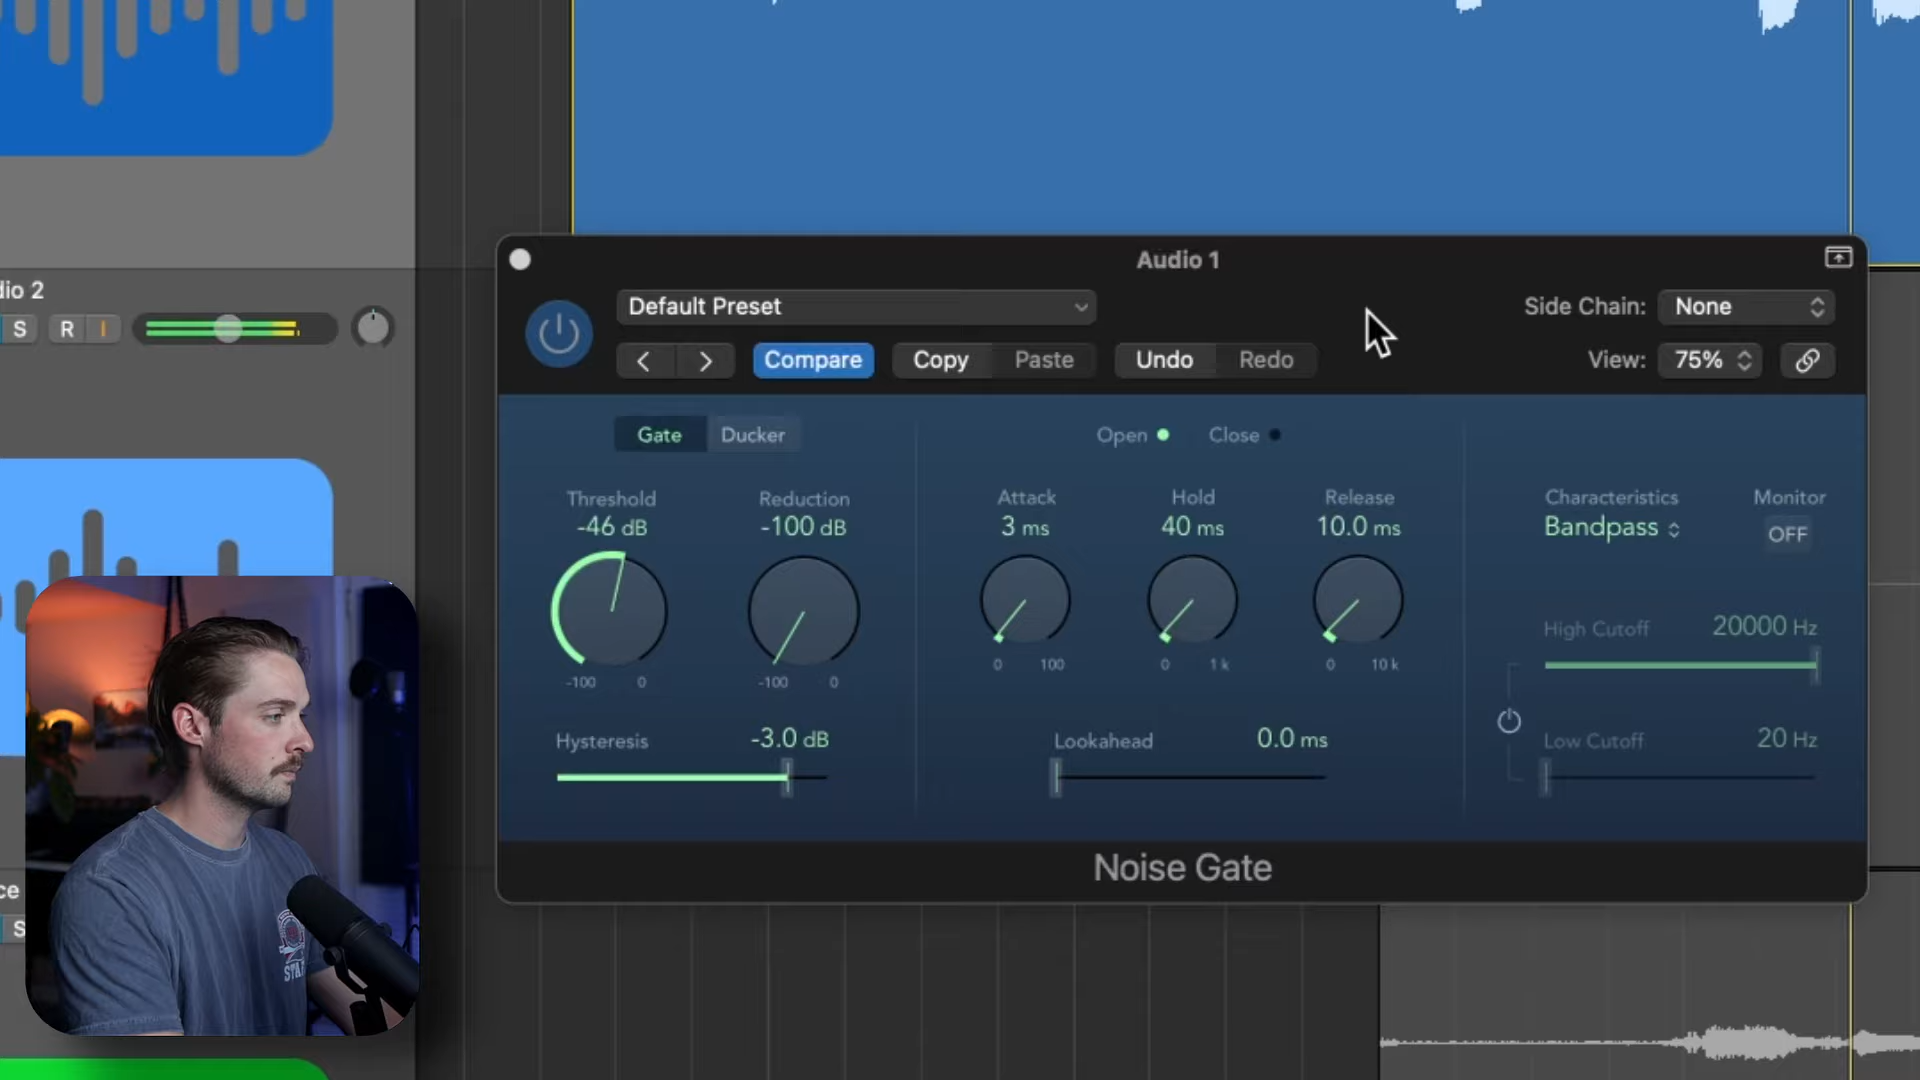 Audio 1
Default Preset
Side Chain: None
Compare Copy Paste Undo Redo
View: 75%
dio 2
S R I
Gate Ducker
Open Close
Threshold Reduction Attack Hold Release Characteristics Monitor
-46 dB -100 dB 3 ms 40 ms 10.0 ms Bandpass OFF
-100 0 -100 0 0 100 0 1 k 0 10 k
High Cutoff 20000 Hz
Hysteresis -3.0 dB Lookahead 0.0 ms Low Cutoff 20 Hz
Noise Gate
ce
S
STA